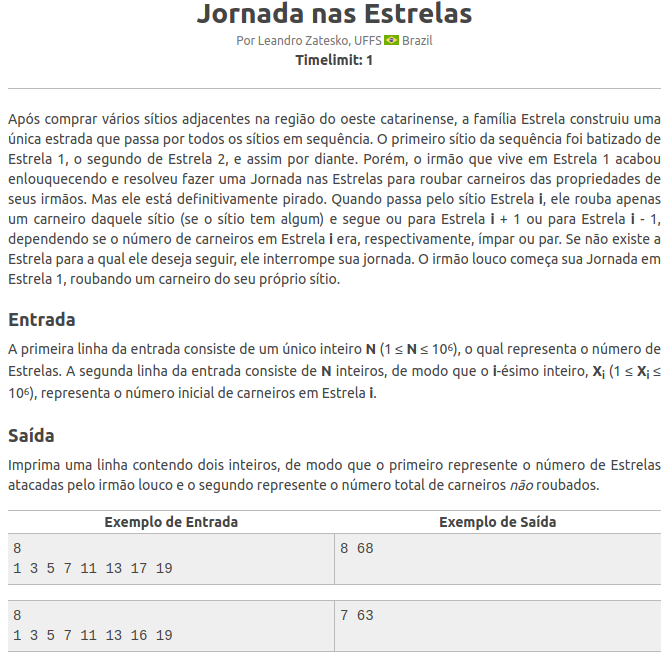 Jornada nas Estrelas
Por Leandro Zatesko, UFFS Brazil
Timelimit: 1
Após comprar vários sítios adjacentes na região do oeste catarinense, a família Estrela construiu uma
única estrada que passa por todos os sítios em sequência. O primeiro sítio da sequência foi batizado de
Estrela 1, o segundo de Estrela 2, e assim por diante. Porém, o irmão que vive em Estrela 1 acabou
enlouquecendo e resolveu fazer uma Jornada nas Estrelas para roubar carneiros das propriedades de
seus irmãos. Mas ele está definitivamente pirado. Quando passa pelo sítio Estrela i, ele rouba apenas
um carneiro daquele sítio (se o sítio tem algum) e segue ou para Estrela i + 1 ou para Estrela i - 1,
dependendo se o número de carneiros em Estrela i era, respectivamente, ímpar ou par. Se não existe a
Estrela para a qual ele deseja seguir, ele interrompe sua jornada. O irmão louco começa sua Jornada em
Estrela 1, roubando um carneiro do seu próprio sítio.
Entrada
A primeira linha da entrada consiste de um único inteiro N (1 ≤ N ≤ 10⁶), o qual representa o número de
Estrelas. A segunda linha da entrada consiste de N inteiros, de modo que o i-ésimo inteiro, Xᵢ (1 ≤ Xᵢ ≤
10⁶), representa o número inicial de carneiros em Estrela i.
Saída
Imprima uma linha contendo dois inteiros, de modo que o primeiro represente o número de Estrelas
atacadas pelo irmão louco e o segundo represente o número total de carneiros não roubados.
Exemplo de Entrada Exemplo de Saída
8 8 68
1 3 5 7 11 13 17 19
8 7 63
1 3 5 7 11 13 16 19